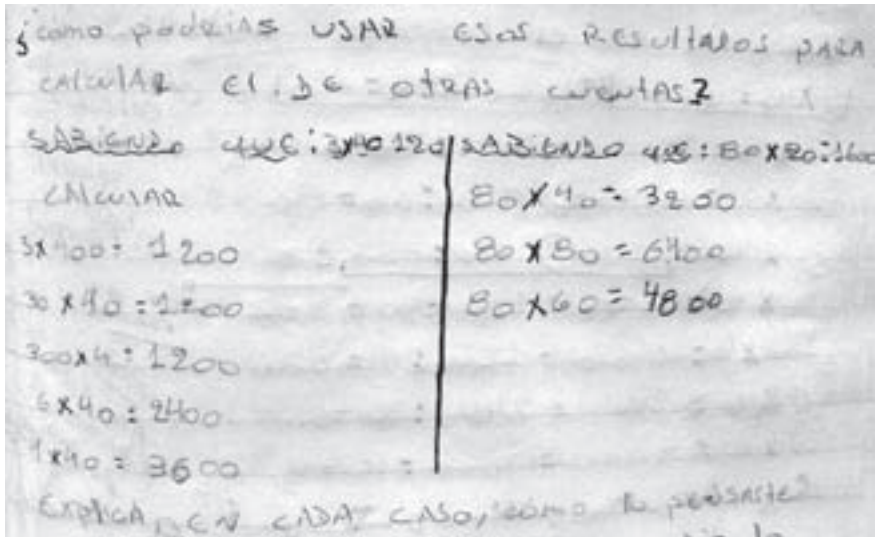 ¿como podrias USAR ESOS RESultADOS PARA
CALCULAR El . DE = OtRAS cuentas?
SABIENDO que : 3x40 120
CALCULAR
3x400 = 1200
30 x 40 = 1200
300x4 = 1200
6x40 = 2400
1x40 = 3600
SABIENDO que : 80x20 = 1600
80x40 = 3200
80x80 = 6400
80x60 = 4800
ExplicA, EN CADA CASO, como lo pensaste